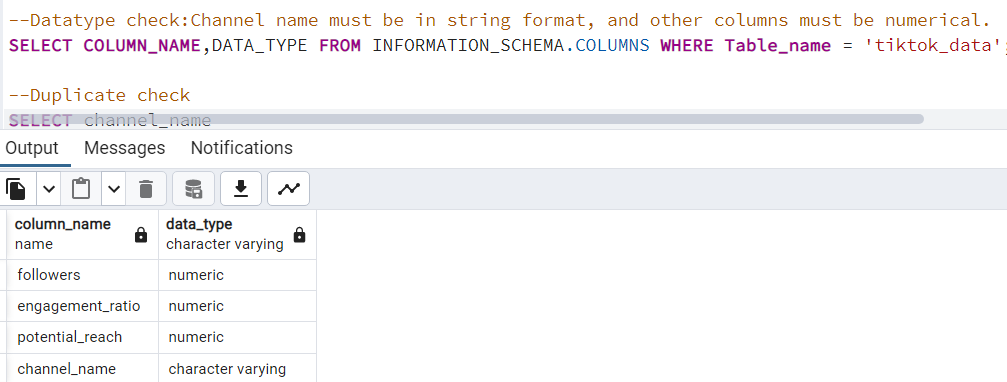 --Datatype check:Channel name must be in string format, and other columns must be numerical.
SELECT COLUMN_NAME,DATA_TYPE FROM INFORMATION_SCHEMA.COLUMNS WHERE Table_name = 'tiktok_data';
--Duplicate check
SELECT channel_name
Output Messages Notifications
column_name data_type
name character varying
followers numeric
engagement_ratio numeric
potential_reach numeric
channel_name character varying